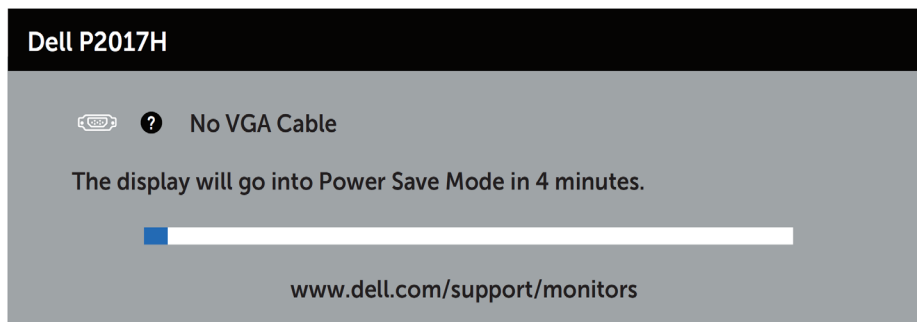 Dell P2017H
? No VGA Cable
The display will go into Power Save Mode in 4 minutes.
www.dell.com/support/monitors